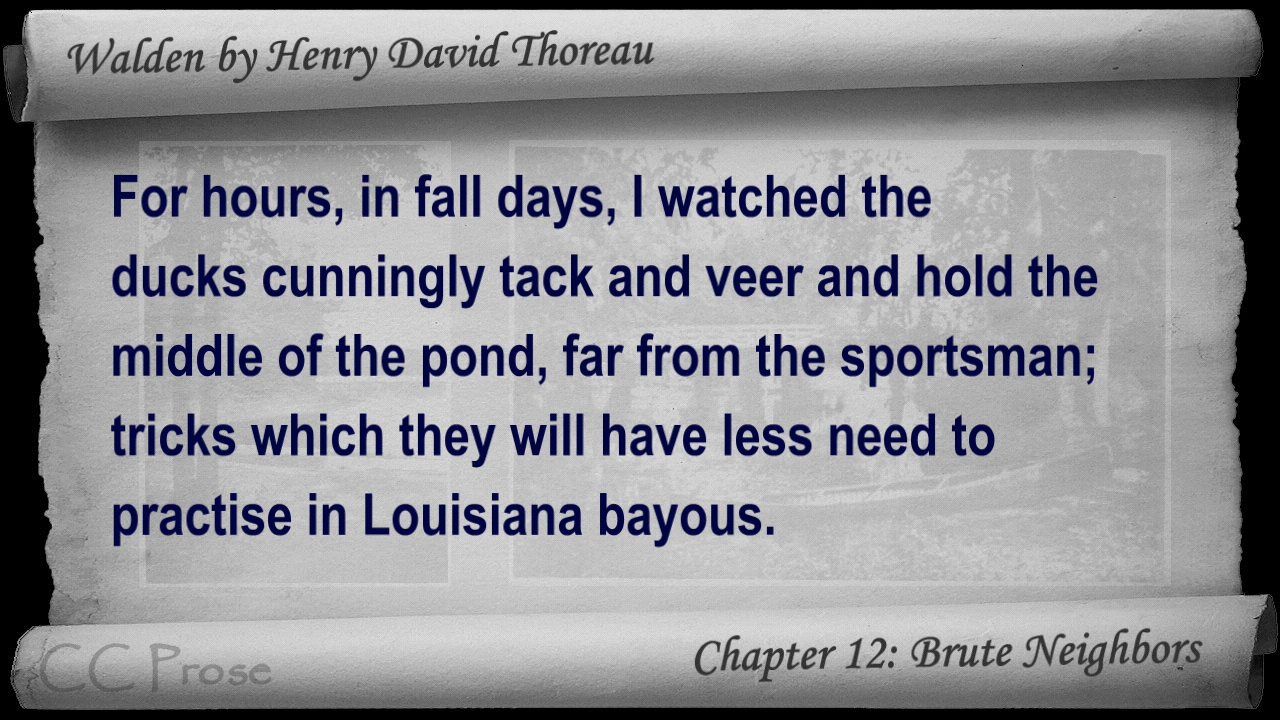 Walden by Henry David Thoreau
For hours, in fall days, I watched the
ducks cunningly tack and veer and hold the
middle of the pond, far from the sportsman;
tricks which they will have less need to
practise in Louisiana bayous.
CC Prose
Chapter 12: Brute Neighbors